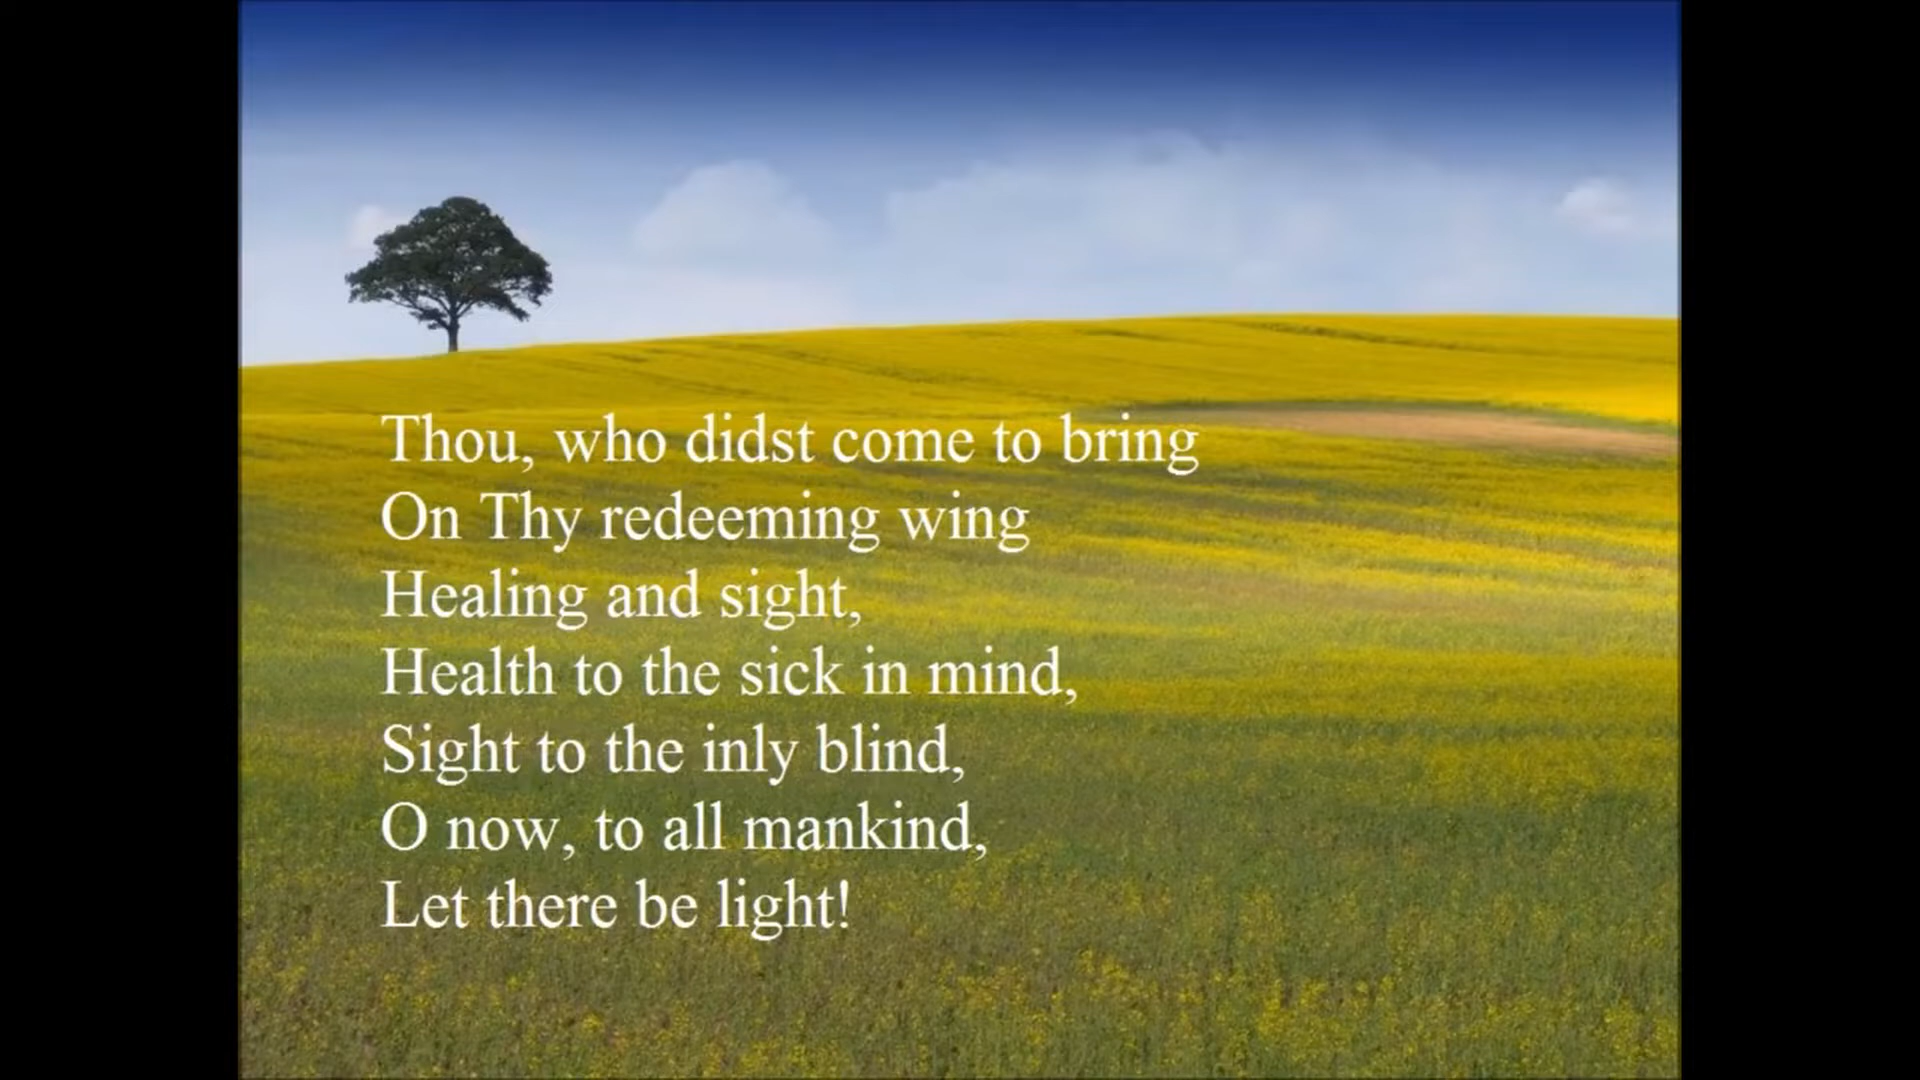 Thou, who didst come to bring
On Thy redeeming wing
Healing and sight,
Health to the sick in mind,
Sight to the inly blind,
O now, to all mankind,
Let there be light!